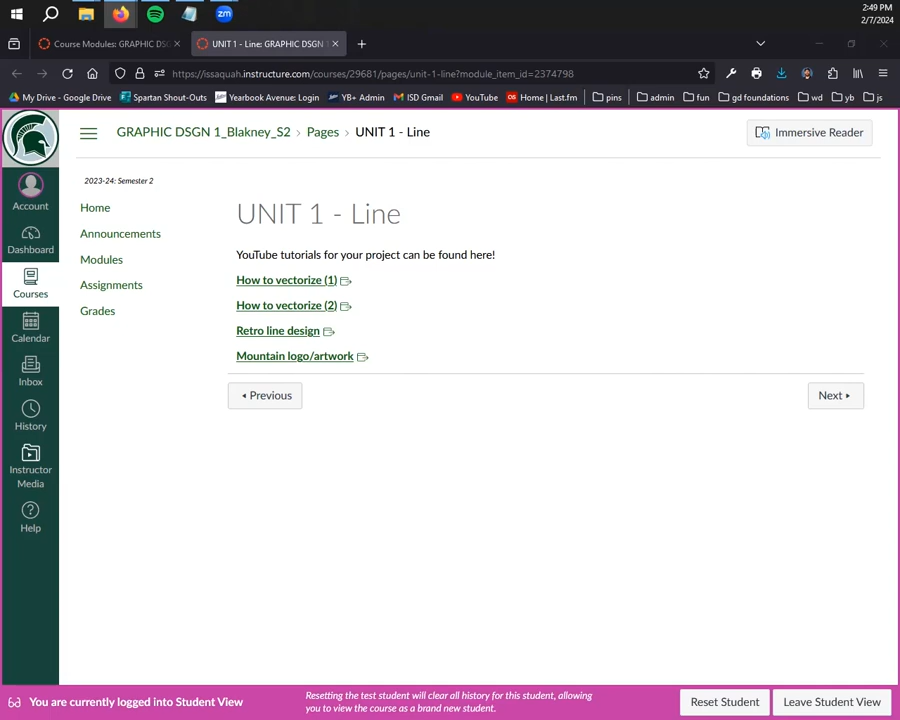 2:49 PM
2/7/2024
zm
Course Modules: GRAPHIC DSG
UNIT 1 - Line: GRAPHIC DSGN
https://issaquah.instructure.com/courses/29681/pages/unit-1-line?module_item_id=2374798
My Drive - Google Drive
Spartan Shout-Outs
Yearbook Avenue: Login
YB+ Admin
ISD Gmail
YouTube
Home | Last.fm
pins
admin
fun
gd foundations
wd
yb
js
GRAPHIC DSGN 1_Blakney_S2 › Pages › UNIT 1 - Line
Immersive Reader
Account
Dashboard
Courses
Calendar
Inbox
History
Instructor
Media
Help
2023-24: Semester 2
Home
Announcements
Modules
Assignments
Grades
UNIT 1 - Line
YouTube tutorials for your project can be found here!
How to vectorize (1)
How to vectorize (2)
Retro line design
Mountain logo/artwork
Previous
Next
You are currently logged into Student View
Resetting the test student will clear all history for this student, allowing
you to view the course as a brand new student.
Reset Student
Leave Student View